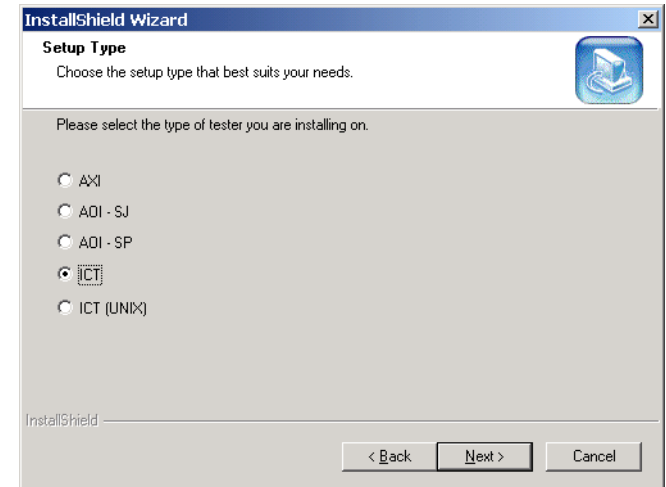 InstallShield Wizard
Setup Type
Choose the setup type that best suits your needs.
Please select the type of tester you are installing on.
AXI
AOI - SJ
AOI - SP
ICT
ICT (UNIX)
InstallShield
< Back Next > Cancel